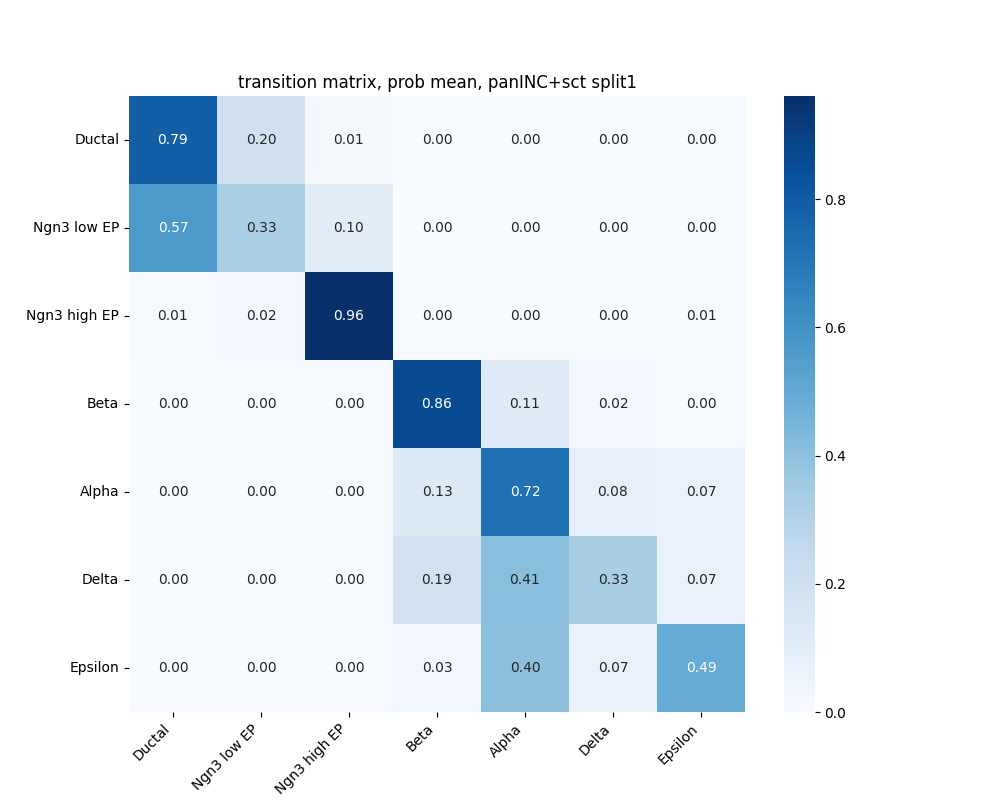 transition matrix, prob mean, panINC+sct split1
Ductal 0.79 0.20 0.01 0.00 0.00 0.00 0.00
Ngn3 low EP 0.57 0.33 0.10 0.00 0.00 0.00 0.00
Ngn3 high EP 0.01 0.02 0.96 0.00 0.00 0.00 0.01
Beta 0.00 0.00 0.00 0.86 0.11 0.02 0.00
Alpha 0.00 0.00 0.00 0.13 0.72 0.08 0.07
Delta 0.00 0.00 0.00 0.19 0.41 0.33 0.07
Epsilon 0.00 0.00 0.00 0.03 0.40 0.07 0.49
Ductal Ngn3 low EP Ngn3 high EP Beta Alpha Delta Epsilon
0.8
0.6
0.4
0.2
0.0